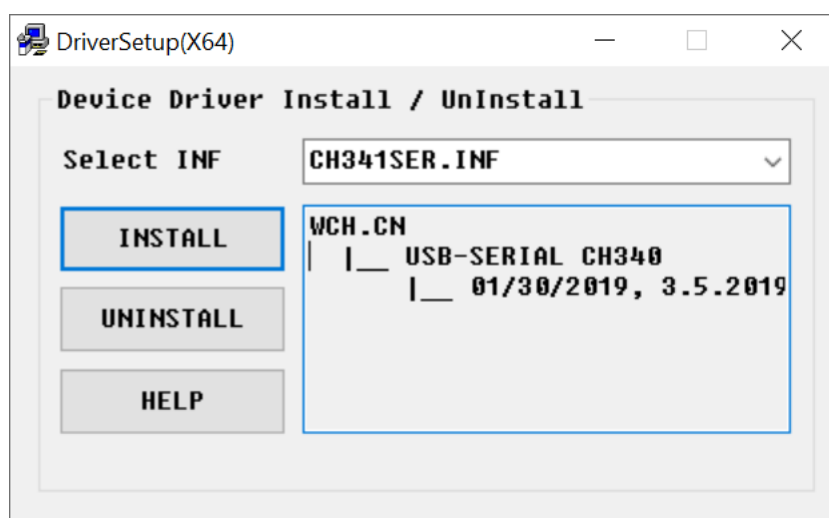 DriverSetup(X64)
Device Driver Install / UnInstall
Select INF
CH341SER.INF
INSTALL
UNINSTALL
HELP
WCH.CN
|__ USB-SERIAL CH340
|__ 01/30/2019, 3.5.2019